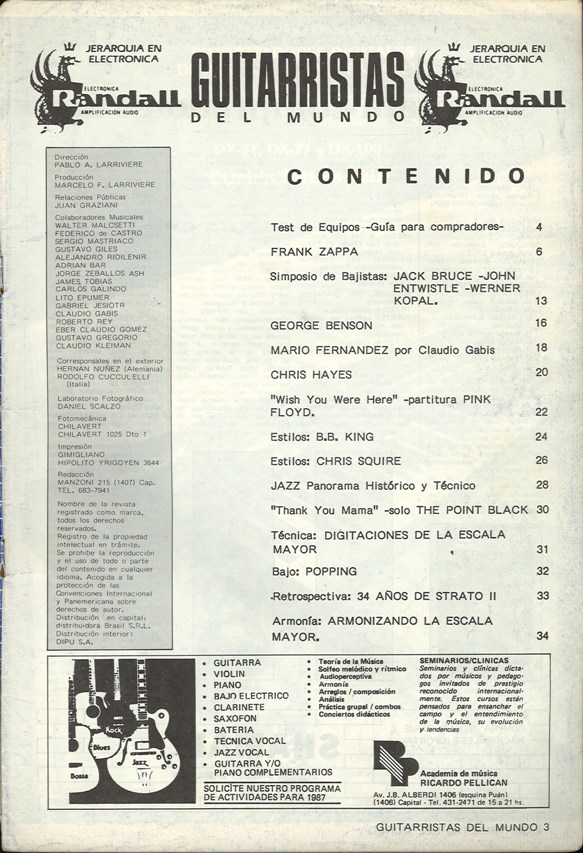 JERARQUIA EN
ELECTRONICA
ELECTRONICA
Randall
AMPLIFICACION AUDIO
GUITARRISTAS
DEL MUNDO
JERARQUIA EN
ELECTRONICA
ELECTRONICA
Randall
AMPLIFICACION AUDIO
Dirección
PABLO A. LARRIVIERE
Producción
MARCELO F. LARRIVIERE
Relaciones Públicas
JUAN GRAZIANI
Colaboradores Musicales
WALTER MALCSETTI
FEDERICO de CASTRO
SERGIO MASTRIACO
GUSTAVO GILES
ALEJANDRO RIDILENIR
ADRIAN BAR
JORGE ZEBALLOS ASH
JAMES TOBIAS
CARLOS GALINDO
LITO EPUMER
GABRIEL JESIOTR
CLAUDIO GABIS
ROBERTO REY
EBER CLAUDIO GOMEZ
GUSTAVO GREGORIO
CLAUDIO KLEIMAN
Corresponsales en el exterior
HERNAN NUÑEZ (Alemania)
RODOLFO CUCCULELLI
(Italia)
Laboratorio Fotográfico
DANIEL SCALZO
Fotomecánica
CHILAVERT
CHILAVERT 1025 Dto 1
Impresión
GIMIGLIANO
HIPOLITO YRIGOYEN 3644
Redacción
MANZONI 215 (1407) Cap.
TEL. 683-7941
Nombre de la revista
registrado como marca,
todos los derechos
reservados.
Registro de la propiedad
intelectual en trámite.
Se prohibe la reproducción
y el uso de todo o parte
del contenido en cualquier
idioma. Acogida a la
protección de las
Convenciones Internacional
y Panamericana sobre
derechos de autor.
Distribución en capital:
distribuidora Brasil S.R.L.
Distribución interior:
DIPU S.A.
CONTENIDO
Test de Equipos -Guía para compradores- 4
FRANK ZAPPA 6
Simposio de Bajistas: JACK BRUCE -JOHN
ENTWISTLE -WERNER
KOPAL. 13
GEORGE BENSON 16
MARIO FERNANDEZ por Claudio Gabis 18
CHRIS HAYES 20
"Wish You Were Here" -partitura PINK
FLOYD. 22
Estilos: B.B. KING 24
Estilos: CHRIS SQUIRE 26
JAZZ Panorama Histórico y Técnico 28
"Thank You Mama" -solo THE POINT BLACK 30
Técnica: DIGITACIONES DE LA ESCALA
MAYOR 31
Bajo: POPPING 32
Retrospectiva: 34 AÑOS DE STRATO II 33
Armonía: ARMONIZANDO LA ESCALA
MAYOR. 34
Bossa
Blues
Rock
Jazz
• GUITARRA
• VIOLIN
• PIANO
• BAJO ELECTRICO
• CLARINETE
• SAXOFON
• BATERIA
• TECNICA VOCAL
• JAZZ VOCAL
• GUITARRA Y/O
PIANO COMPLEMENTARIOS
SOLICITE NUESTRO PROGRAMA
DE ACTIVIDADES PARA 1987
• Teoría de la Música
• Solfeo melódico y rítmico
• Audioperceptiva
• Armonía
• Arreglos / composición
• Análisis
• Práctica grupal / combos
• Conciertos didácticos
SEMINARIOS/CLINICAS
Seminarios y clínicas dicta-
dos por músicos y pedago-
gos invitados de prestigio
reconocido internacional-
mente. Estos cursos están
pensados para ensanchar el
campo y el entendimiento
de la música, su evolución
y tendencias
Academia de música
RICARDO PELLICAN
Av. J.B. ALBERDI 1406 (esquina Puán)
(1406) Capital - Tel. 431-2471 de 15 a 21 hs.
GUITARRISTAS DEL MUNDO 3